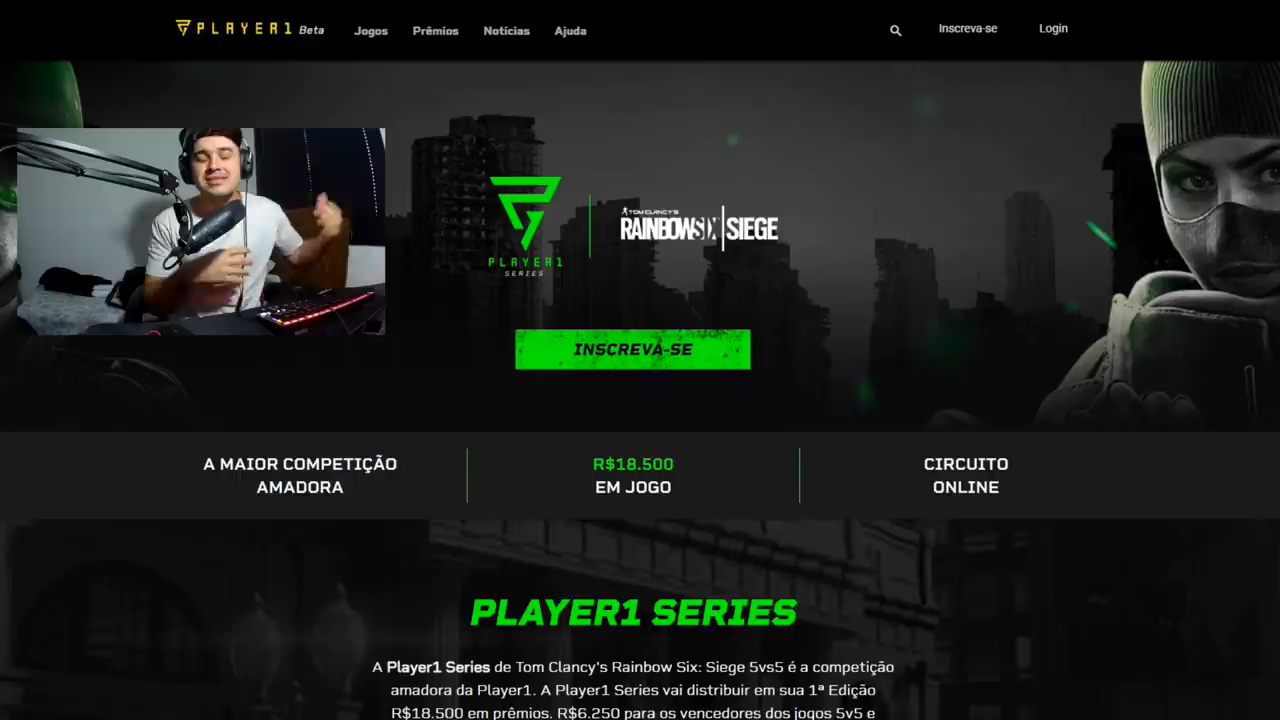 PLAYER1 Beta
Jogos
Prêmios
Notícias
Ajuda
Inscreva-se
Login
PLAYER1
SERIES
TOM CLANCY'S
RAINBOWSIX | SIEGE
INSCREVA-SE
A MAIOR COMPETIÇÃO
AMADORA
R$18.500
EM JOGO
CIRCUITO
ONLINE
PLAYER1 SERIES
A Player1 Series de Tom Clancy's Rainbow Six: Siege 5vs5 é a competição
amadora da Player1. A Player1 Series vai distribuir em sua 1ª Edição
R$18.500 em prêmios. R$6.250 para os vencedores dos jogos 5v5 e